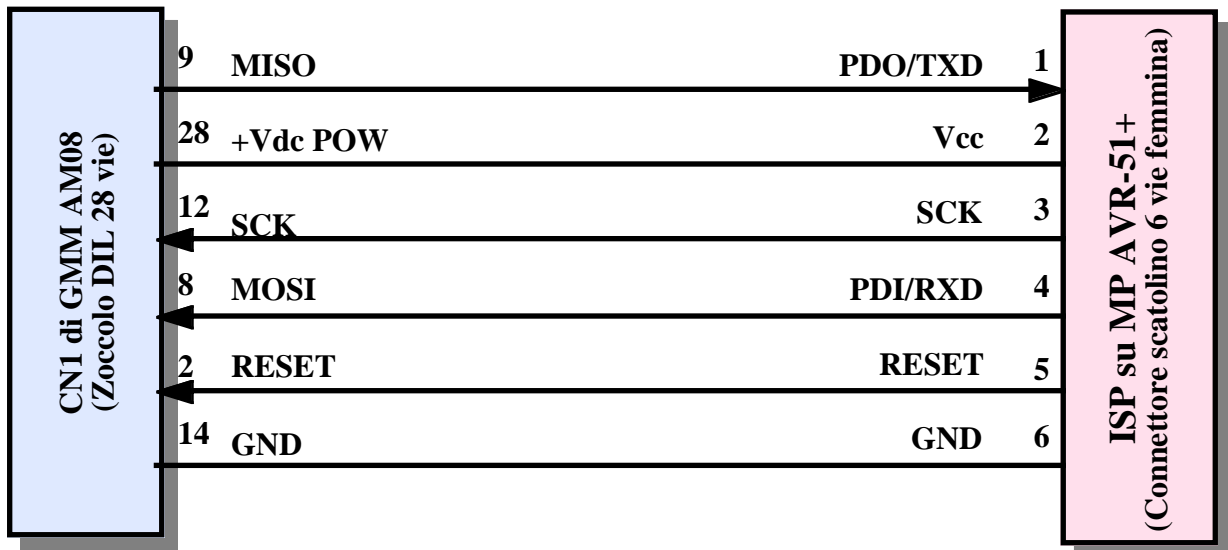 CN1 di GMM AM08
(Zoccolo DIL 28 vie)
9 MISO PDO/TXD 1
28 +Vdc POW Vcc 2
12 SCK SCK 3
8 MOSI PDI/RXD 4
2 RESET RESET 5
14 GND GND 6
ISP su MP AVR-51+
(Connettore scatolino 6 vie femmina)